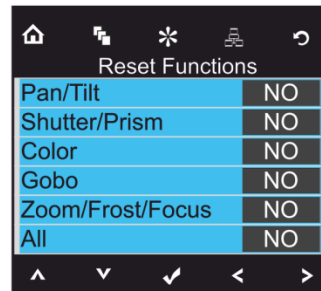 Reset Functions
Pan/Tilt NO
Shutter/Prism NO
Color NO
Gobo NO
Zoom/Frost/Focus NO
All NO